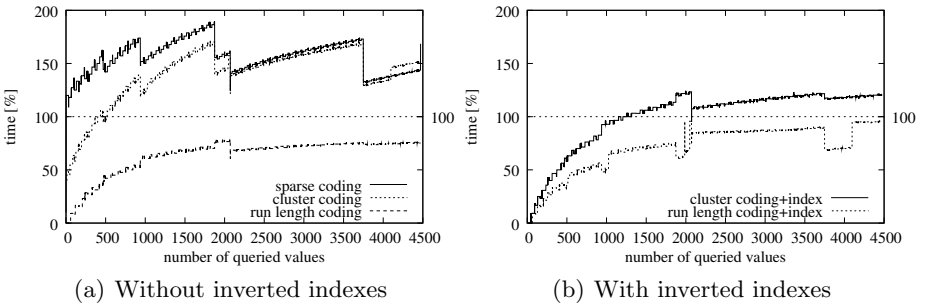 200
150
100
50
0
time [%]
100
sparse coding
cluster coding
run length coding
0 500 1000 1500 2000 2500 3000 3500 4000 4500
number of queried values
(a) Without inverted indexes
200
150
100
50
0
time [%]
100
cluster coding+index
run length coding+index
0 500 1000 1500 2000 2500 3000 3500 4000 4500
number of queried values
(b) With inverted indexes